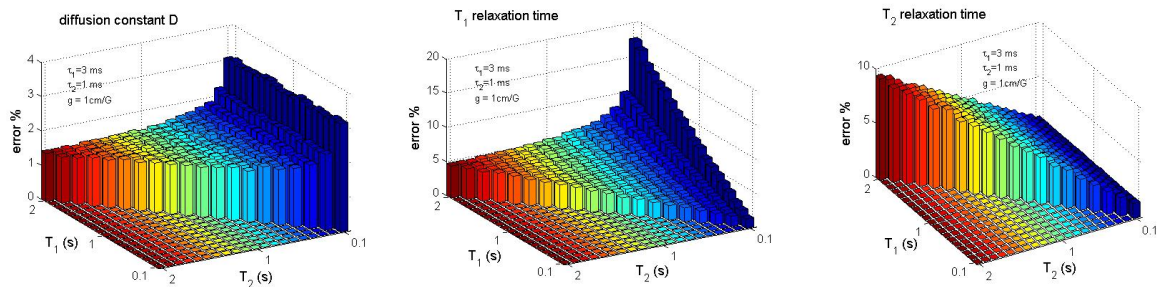 diffusion constant D
4
3
2
1
0
error %
τ1=3 ms
τ2=1 ms
g = 1cm/G
2
1
0.1
T1 (s)
2
1
0.1
T2 (s)
T1 relaxation time
20
15
10
5
0
error %
τ1=3 ms
τ2=1 ms
g = 1cm/G
2
1
0.1
T1 (s)
2
1
0.1
T2 (s)
T2 relaxation time
10
5
0
error %
τ1=3 ms
τ2=1 ms
g = 1cm/G
2
1
0.1
T1 (s)
2
1
0.1
T2 (s)